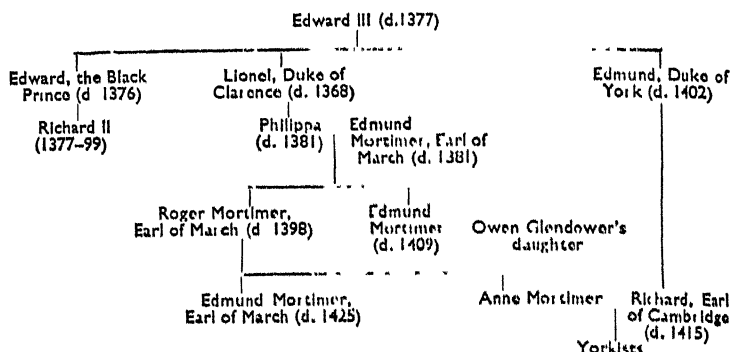 Edward III (d.1377)
Edward, the Black
Prince (d 1376)
Lionel, Duke of
Clarence (d. 1368)
Edmund, Duke of
York (d. 1402)
Richard II
(1377–99)
Philippa
(d. 1381)
Edmund
Mortimer, Earl of
March (d. 1381)
Roger Mortimer,
Earl of March (d 1398)
Edmund
Mortimer
(d. 1409)
Owen Glendower's
daughter
Edmund Mortimer,
Earl of March (d. 1425)
Anne Mortimer
Richard, Earl
of Cambridge
(d. 1415)
Yorkists